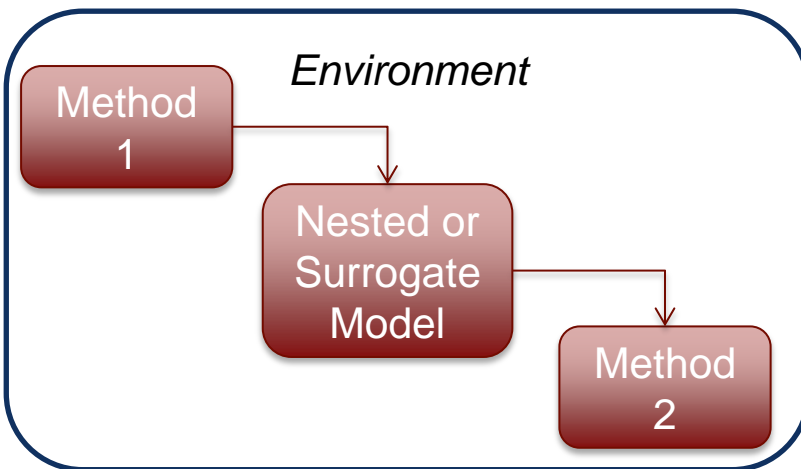 Environment
Method
1
Nested or
Surrogate
Model
Method
2